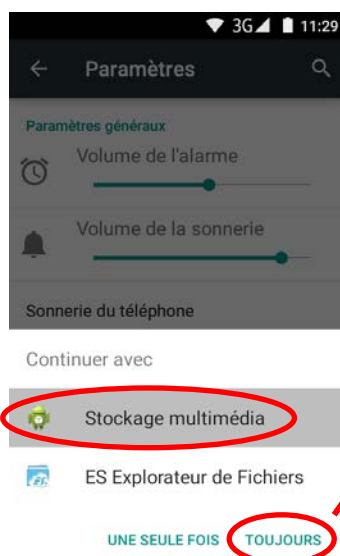 3G 11:29
Paramètres
Paramètres généraux
Volume de l'alarme
Volume de la sonnerie
Sonnerie du téléphone
Continuer avec
Stockage multimédia
ES Explorateur de Fichiers
UNE SEULE FOIS TOUJOURS